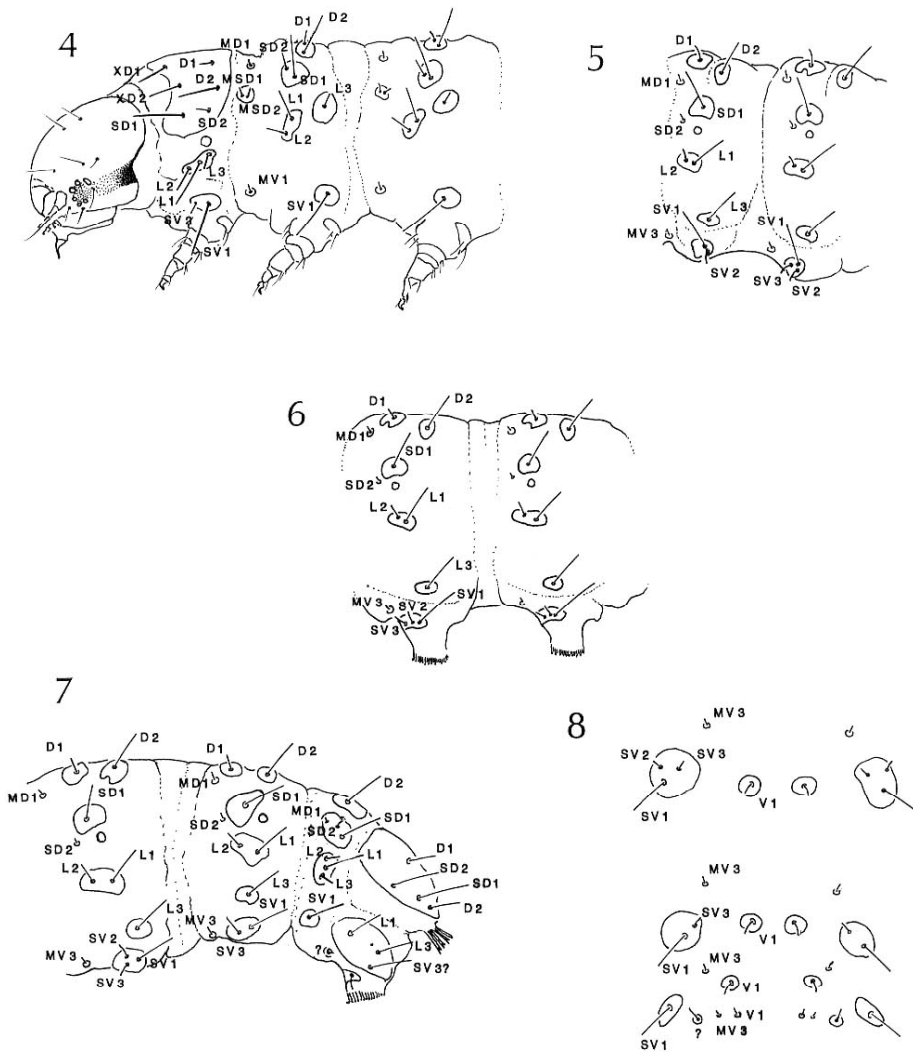 4
D1 D2
MD1 SD2
XD1 D1
D2 MSD1 SD1
XD2 L1 L3
MSD2
SD1 SD2
L2
L3
L2
L1 MV1
SV3 SV1
SV1
5
D1 D2
MD1
SD1
SD2
L1
L2
SV1 L3 SV1
MV3
SV2 SV3
SV2
6
D1 D2
MD1
SD1
SD2
L2 L1
L3
MV3 SV2 SV1
SV3
7
D1 D2 D1 D2
MD1 MD1 D2
SD1 SD1 MD1
SD2 SD1
SD2 SD2 D1
L2 L1 L2 L1 L2 L1 SD2
L3 SD1
L3 L3 SV1 SV1 D2
SV2 MV3 L1
MV3 SV1 SV3 ? L3
SV3 SV3?
8
MV3
SV2 SV3
V1
SV1
MV3
SV3
V1
SV1 MV3
V1
V1
? MV3
SV1